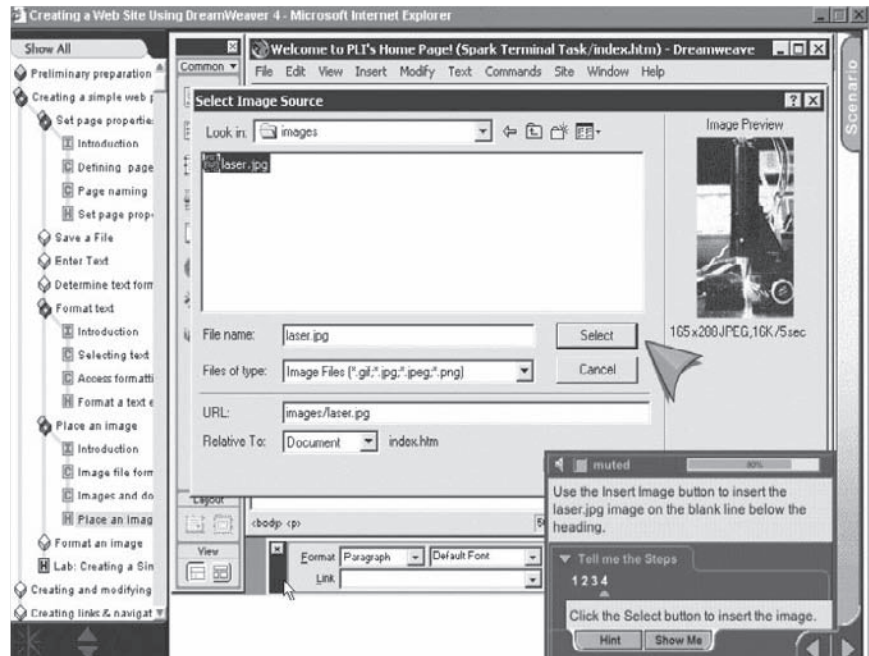 Creating a Web Site Using DreamWeaver 4 - Microsoft Internet Explorer
Show All
Preliminary preparation
Creating a simple web p
Set page propertie
Introduction
Defining page
Page naming
Set page prop
Save a File
Enter Text
Determine text form
Format text
Introduction
Selecting text
Access formatti
Format a text e
Place an image
Introduction
Image file form
Images and do
Place an imag
Format an image
Lab: Creating a Sim
Creating and modifying
Creating links & navigat
Common
Welcome to PLI's Home Page! (Spark Terminal Task/index.htm) - Dreamweave
File Edit View Insert Modify Text Commands Site Window Help
Select Image Source
Look in: images
laser.jpg
Image Preview
165x200JPEG,16K/5sec
File name: laser.jpg
Select
Files of type: Image Files (*.gif;*.jpg;*.jpeg;*.png)
Cancel
URL: images/laser.jpg
Relative To: Document index.htm
Layout
<body> <p>
View
Format Paragraph Default Font
Link
muted
80%
Use the Insert Image button to insert the
laser.jpg image on the blank line below the
heading.
Tell me the Steps
1 2 3 4
Click the Select button to insert the image.
Hint Show Me
Scenario